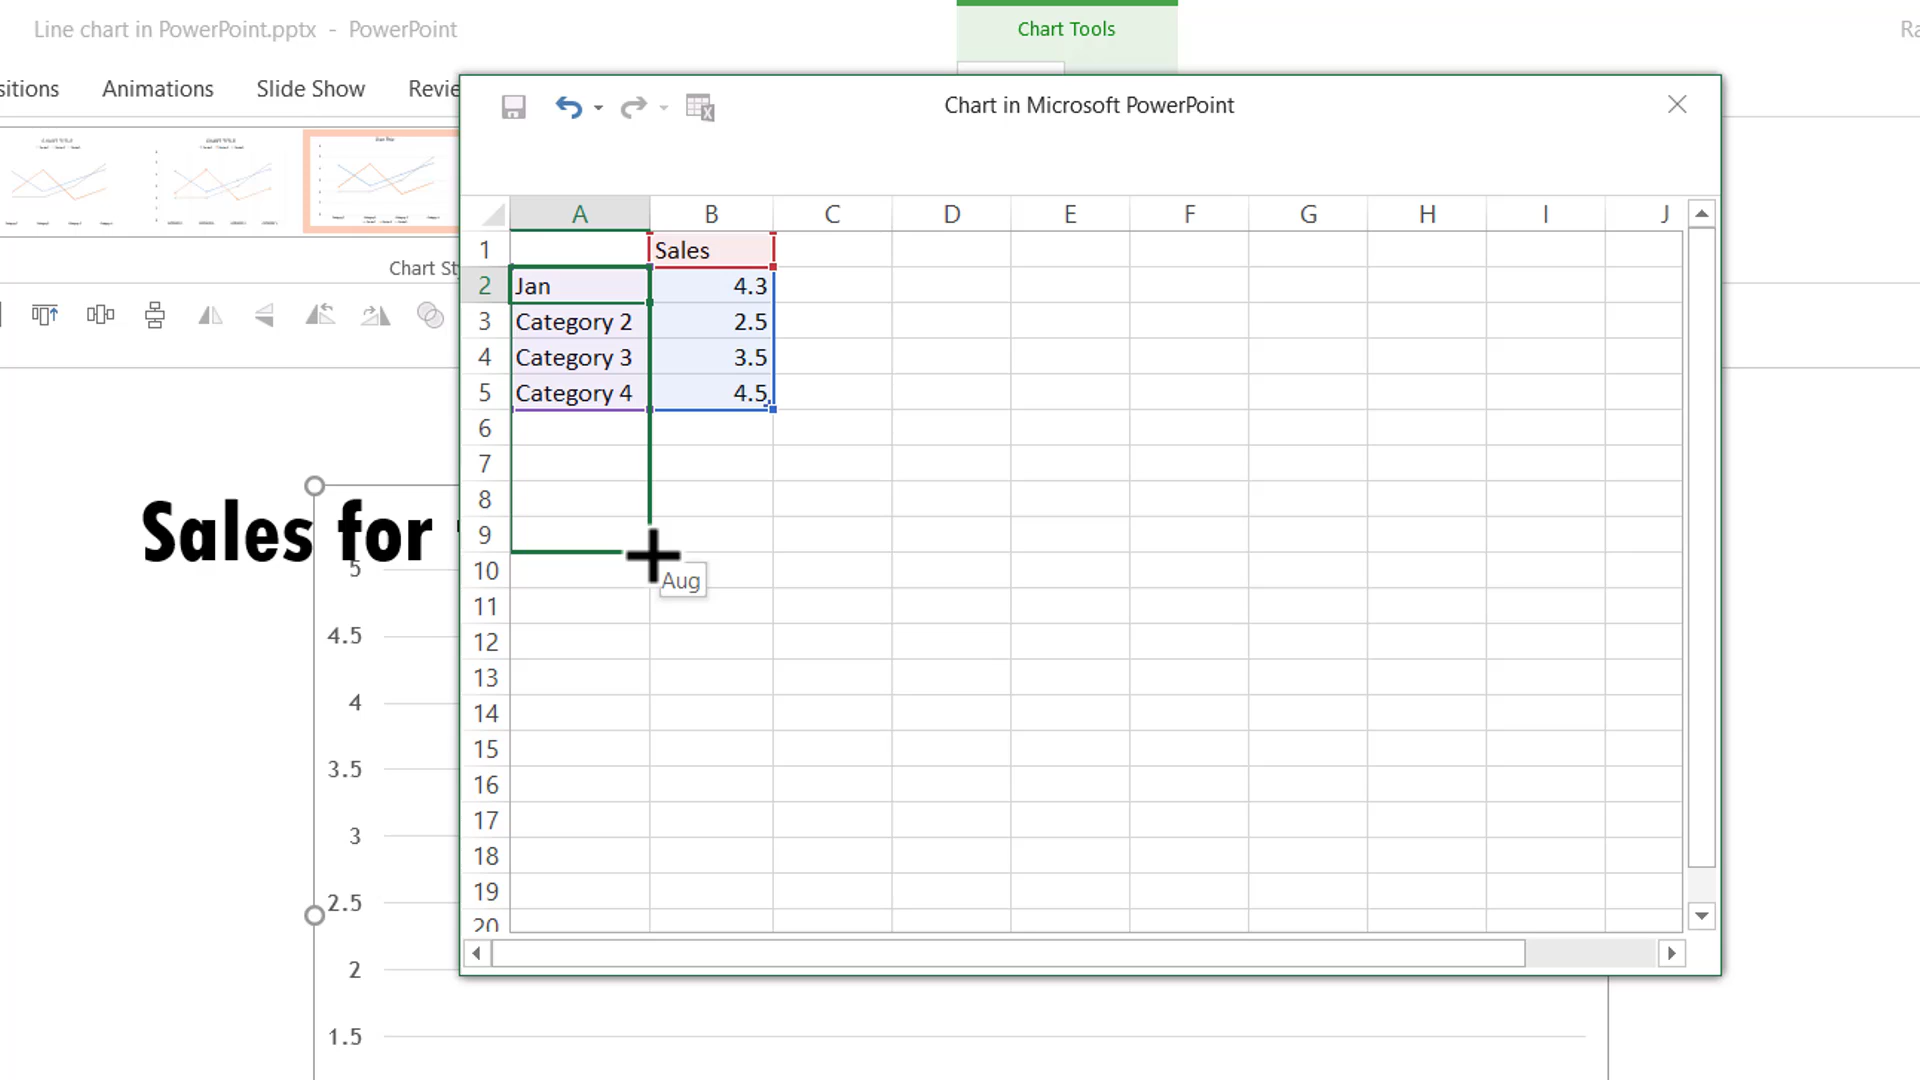 Line chart in PowerPoint.pptx - PowerPoint
Chart Tools
Ra
sitions Animations Slide Show Revie
Chart in Microsoft PowerPoint
Chart St
A B C D E F G H I J
1 Sales
2 Jan 4.3
3 Category 2 2.5
4 Category 3 3.5
5 Category 4 4.5
6
7
8
9
10
11
12
13
14
15
16
17
18
19
20
Aug
Sales for
5
4.5
4
3.5
3
2.5
2
1.5